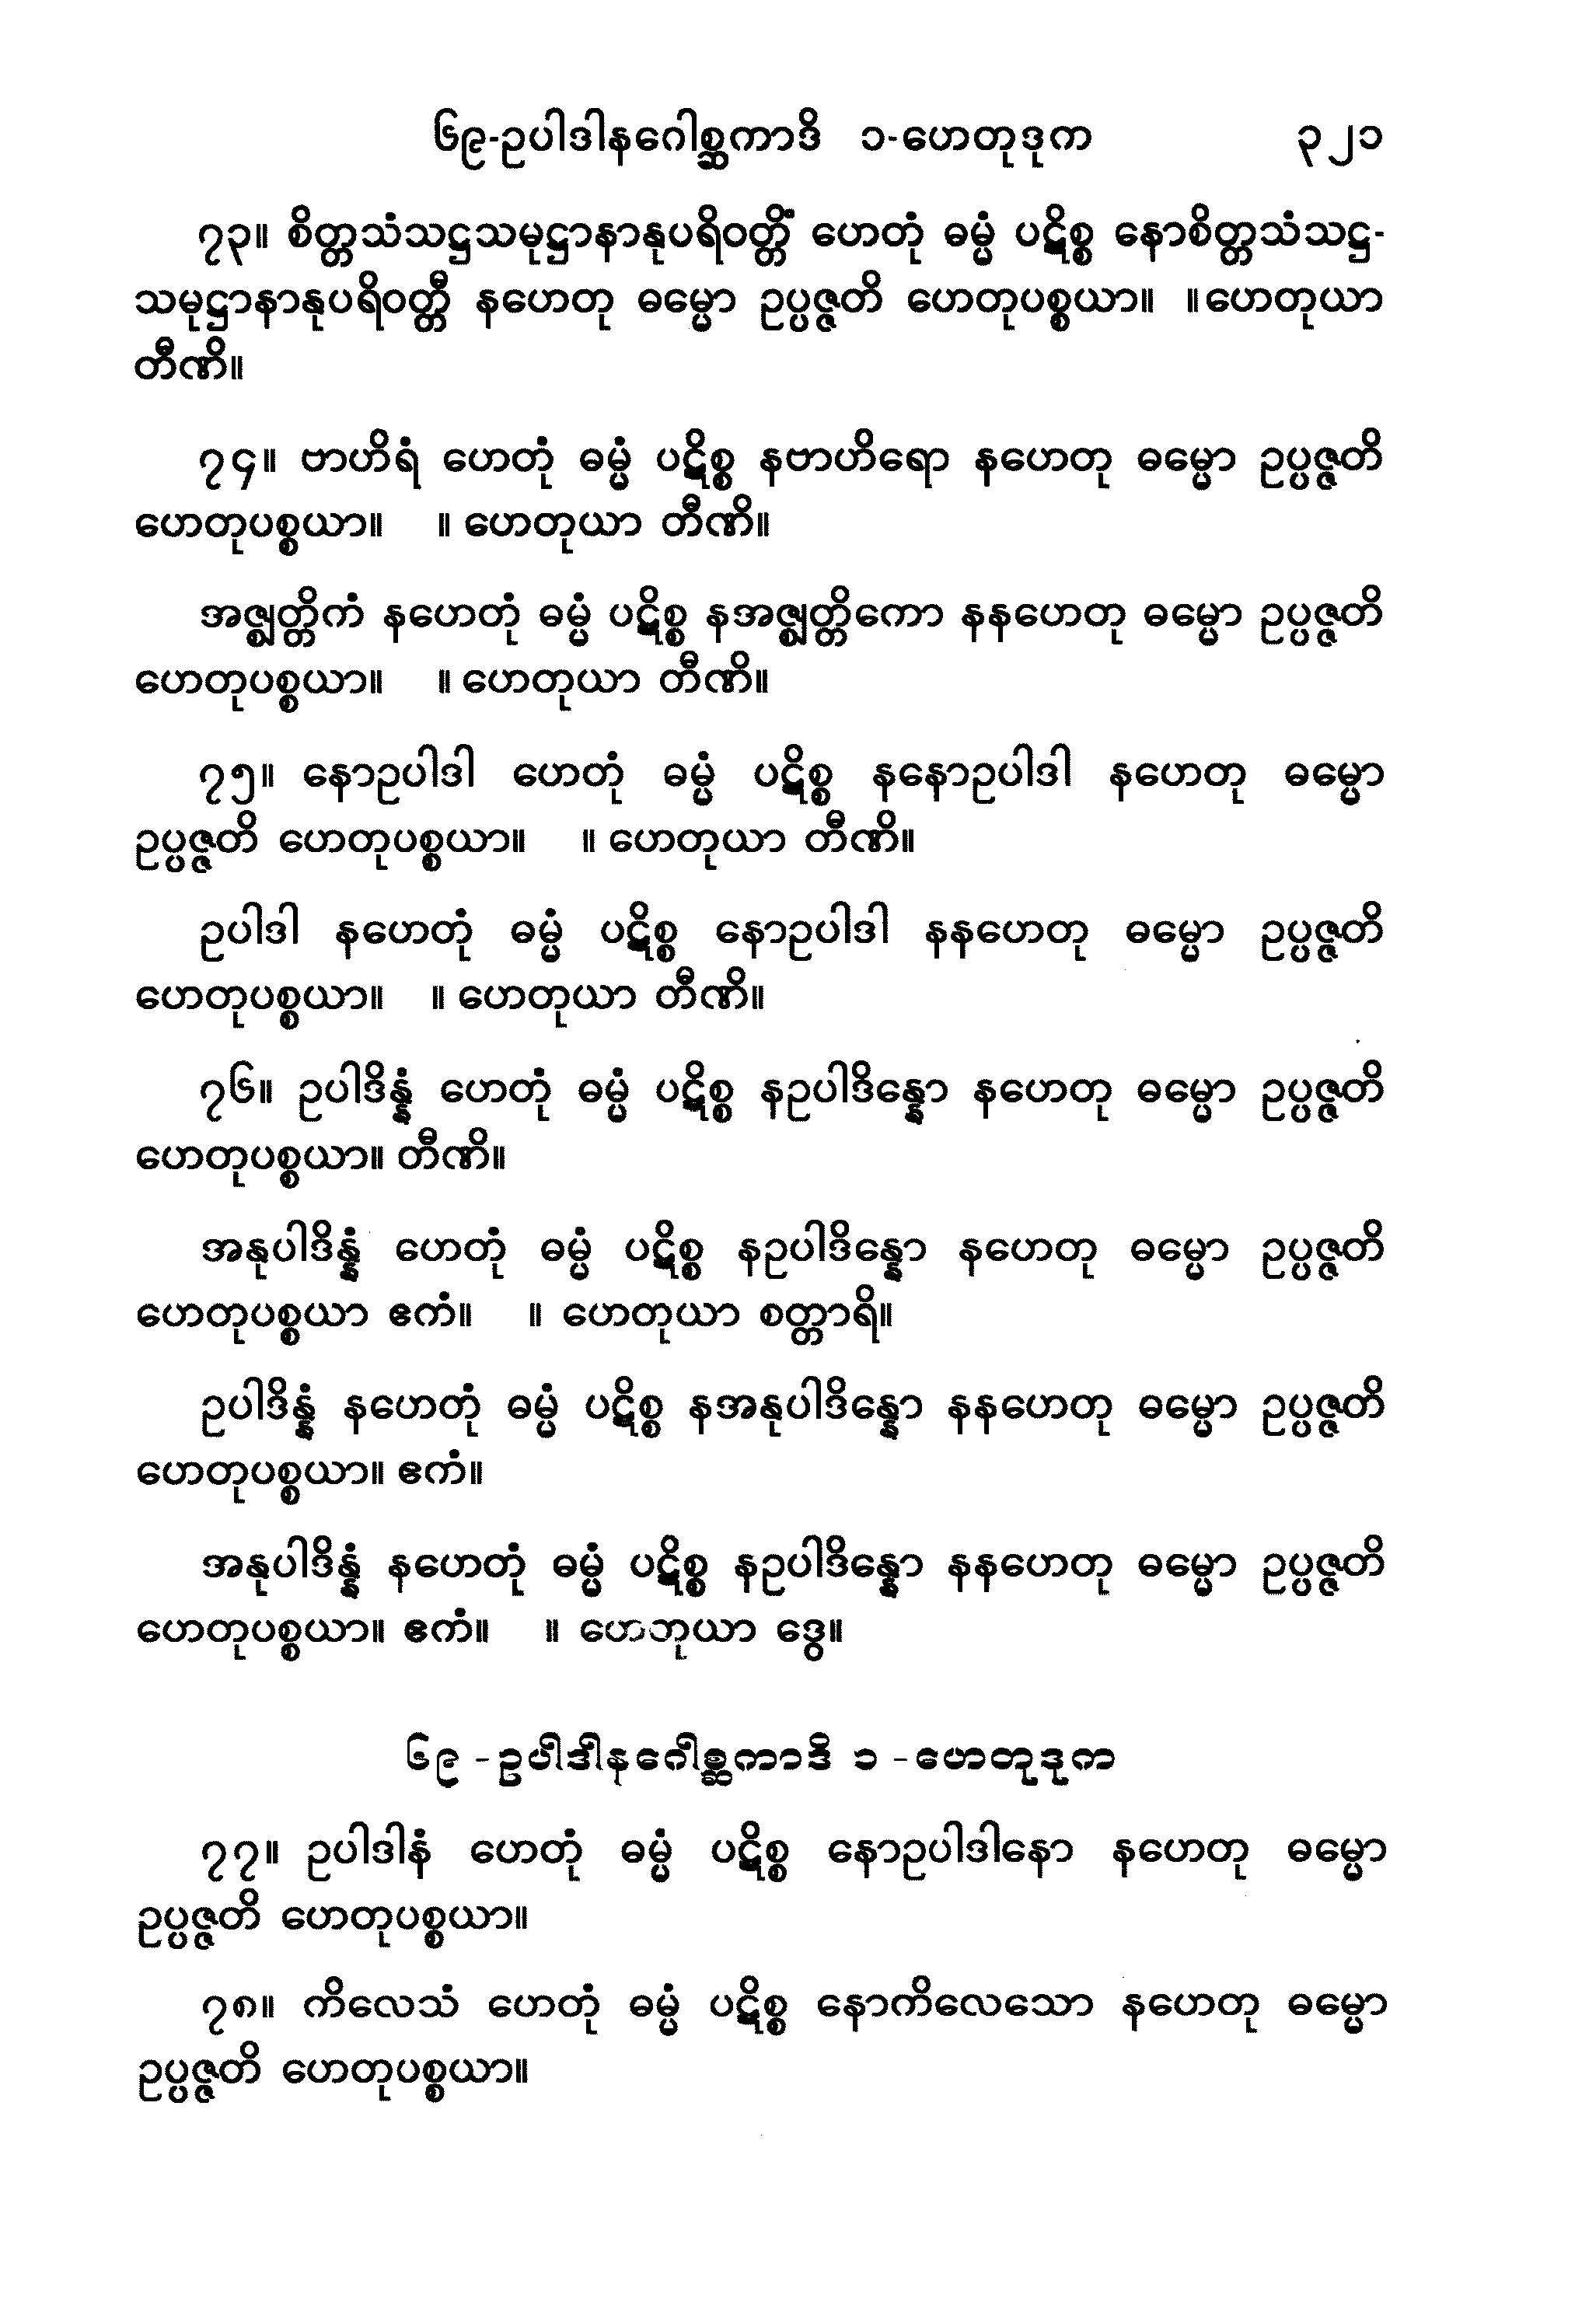 ၆၉-ဥပါဒါနဂေါစ္ဆကာဒိ ၁-ဟေတုဒုက ၃၂၁
၇၃။ စိတ္တသံသဋ္ဌသမုဋ္ဌာနာနုပရိဝတ္တိံ ဟေတုံ ဓမ္မံ ပဋိစ္စ နောစိတ္တသံသဋ္ဌ-
သမုဋ္ဌာနာနုပရိဝတ္တီ နဟေတု ဓမ္မော ဥပ္ပဇ္ဇတိ ဟေတုပစ္စယာ။ ။ဟေတုယာ
တီဏိ။
၇၄။ ဗာဟိရံ ဟေတုံ ဓမ္မံ ပဋိစ္စ နဗာဟိရော နဟေတု ဓမ္မော ဥပ္ပဇ္ဇတိ
ဟေတုပစ္စယာ။ ။ ဟေတုယာ တီဏိ။
အဇ္ဈတ္တိကံ နဟေတုံ ဓမ္မံ ပဋိစ္စ နအဇ္ဈတ္တိကော နနဟေတု ဓမ္မော ဥပ္ပဇ္ဇတိ
ဟေတုပစ္စယာ။ ။ ဟေတုယာ တီဏိ။
၇၅။ နောဥပါဒါ ဟေတုံ ဓမ္မံ ပဋိစ္စ နနောဥပါဒါ နဟေတု ဓမ္မော
ဥပ္ပဇ္ဇတိ ဟေတုပစ္စယာ။ ။ ဟေတုယာ တီဏိ။
ဥပါဒါ နဟေတုံ ဓမ္မံ ပဋိစ္စ နောဥပါဒါ နနဟေတု ဓမ္မော ဥပ္ပဇ္ဇတိ
ဟေတုပစ္စယာ။ ။ ဟေတုယာ တီဏိ။
၇၆။ ဥပါဒိန္နံ ဟေတုံ ဓမ္မံ ပဋိစ္စ နဥပါဒိန္နော နဟေတု ဓမ္မော ဥပ္ပဇ္ဇတိ
ဟေတုပစ္စယာ။ တီဏိ။
အနုပါဒိန္နံ ဟေတုံ ဓမ္မံ ပဋိစ္စ နဥပါဒိန္နော နဟေတု ဓမ္မော ဥပ္ပဇ္ဇတိ
ဟေတုပစ္စယာ ဧကံ။ ။ ဟေတုယာ စတ္တာရိ။
ဥပါဒိန္နံ နဟေတုံ ဓမ္မံ ပဋိစ္စ နအနုပါဒိန္နော နနဟေတု ဓမ္မော ဥပ္ပဇ္ဇတိ
ဟေတုပစ္စယာ။ ဧကံ။
အနုပါဒိန္နံ နဟေတုံ ဓမ္မံ ပဋိစ္စ နဥပါဒိန္နော နနဟေတု ဓမ္မော ဥပ္ပဇ္ဇတိ
ဟေတုပစ္စယာ။ ဧကံ။ ။ ဟေတုယာ ဒွေ။
၆၉ -ဥပါဒါနဂေါစ္ဆကာဒိ ၁ -ဟေတုဒုက
၇၇။ ဥပါဒါနံ ဟေတုံ ဓမ္မံ ပဋိစ္စ နောဥပါဒါနော နဟေတု ဓမ္မော
ဥပ္ပဇ္ဇတိ ဟေတုပစ္စယာ။
၇၈။ ကိလေသံ ဟေတုံ ဓမ္မံ ပဋိစ္စ နောကိလေသော နဟေတု ဓမ္မော
ဥပ္ပဇ္ဇတိ ဟေတုပစ္စယာ။